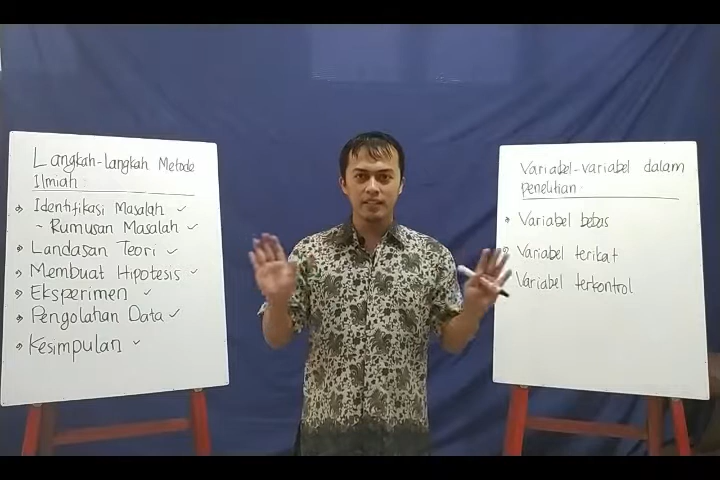 Langkah-Langkah Metode
Ilmiah :
Identifikasi Masalah ✓
~ Rumusan Masalah ✓
Landasan Teori ✓
Membuat Hipotesis ✓
Eksperimen ✓
Pengolahan Data ✓
Kesimpulan ✓
Variabel-variabel dalam
penelitian :
Variabel bebas
Variabel terikat
Variabel terkontrol